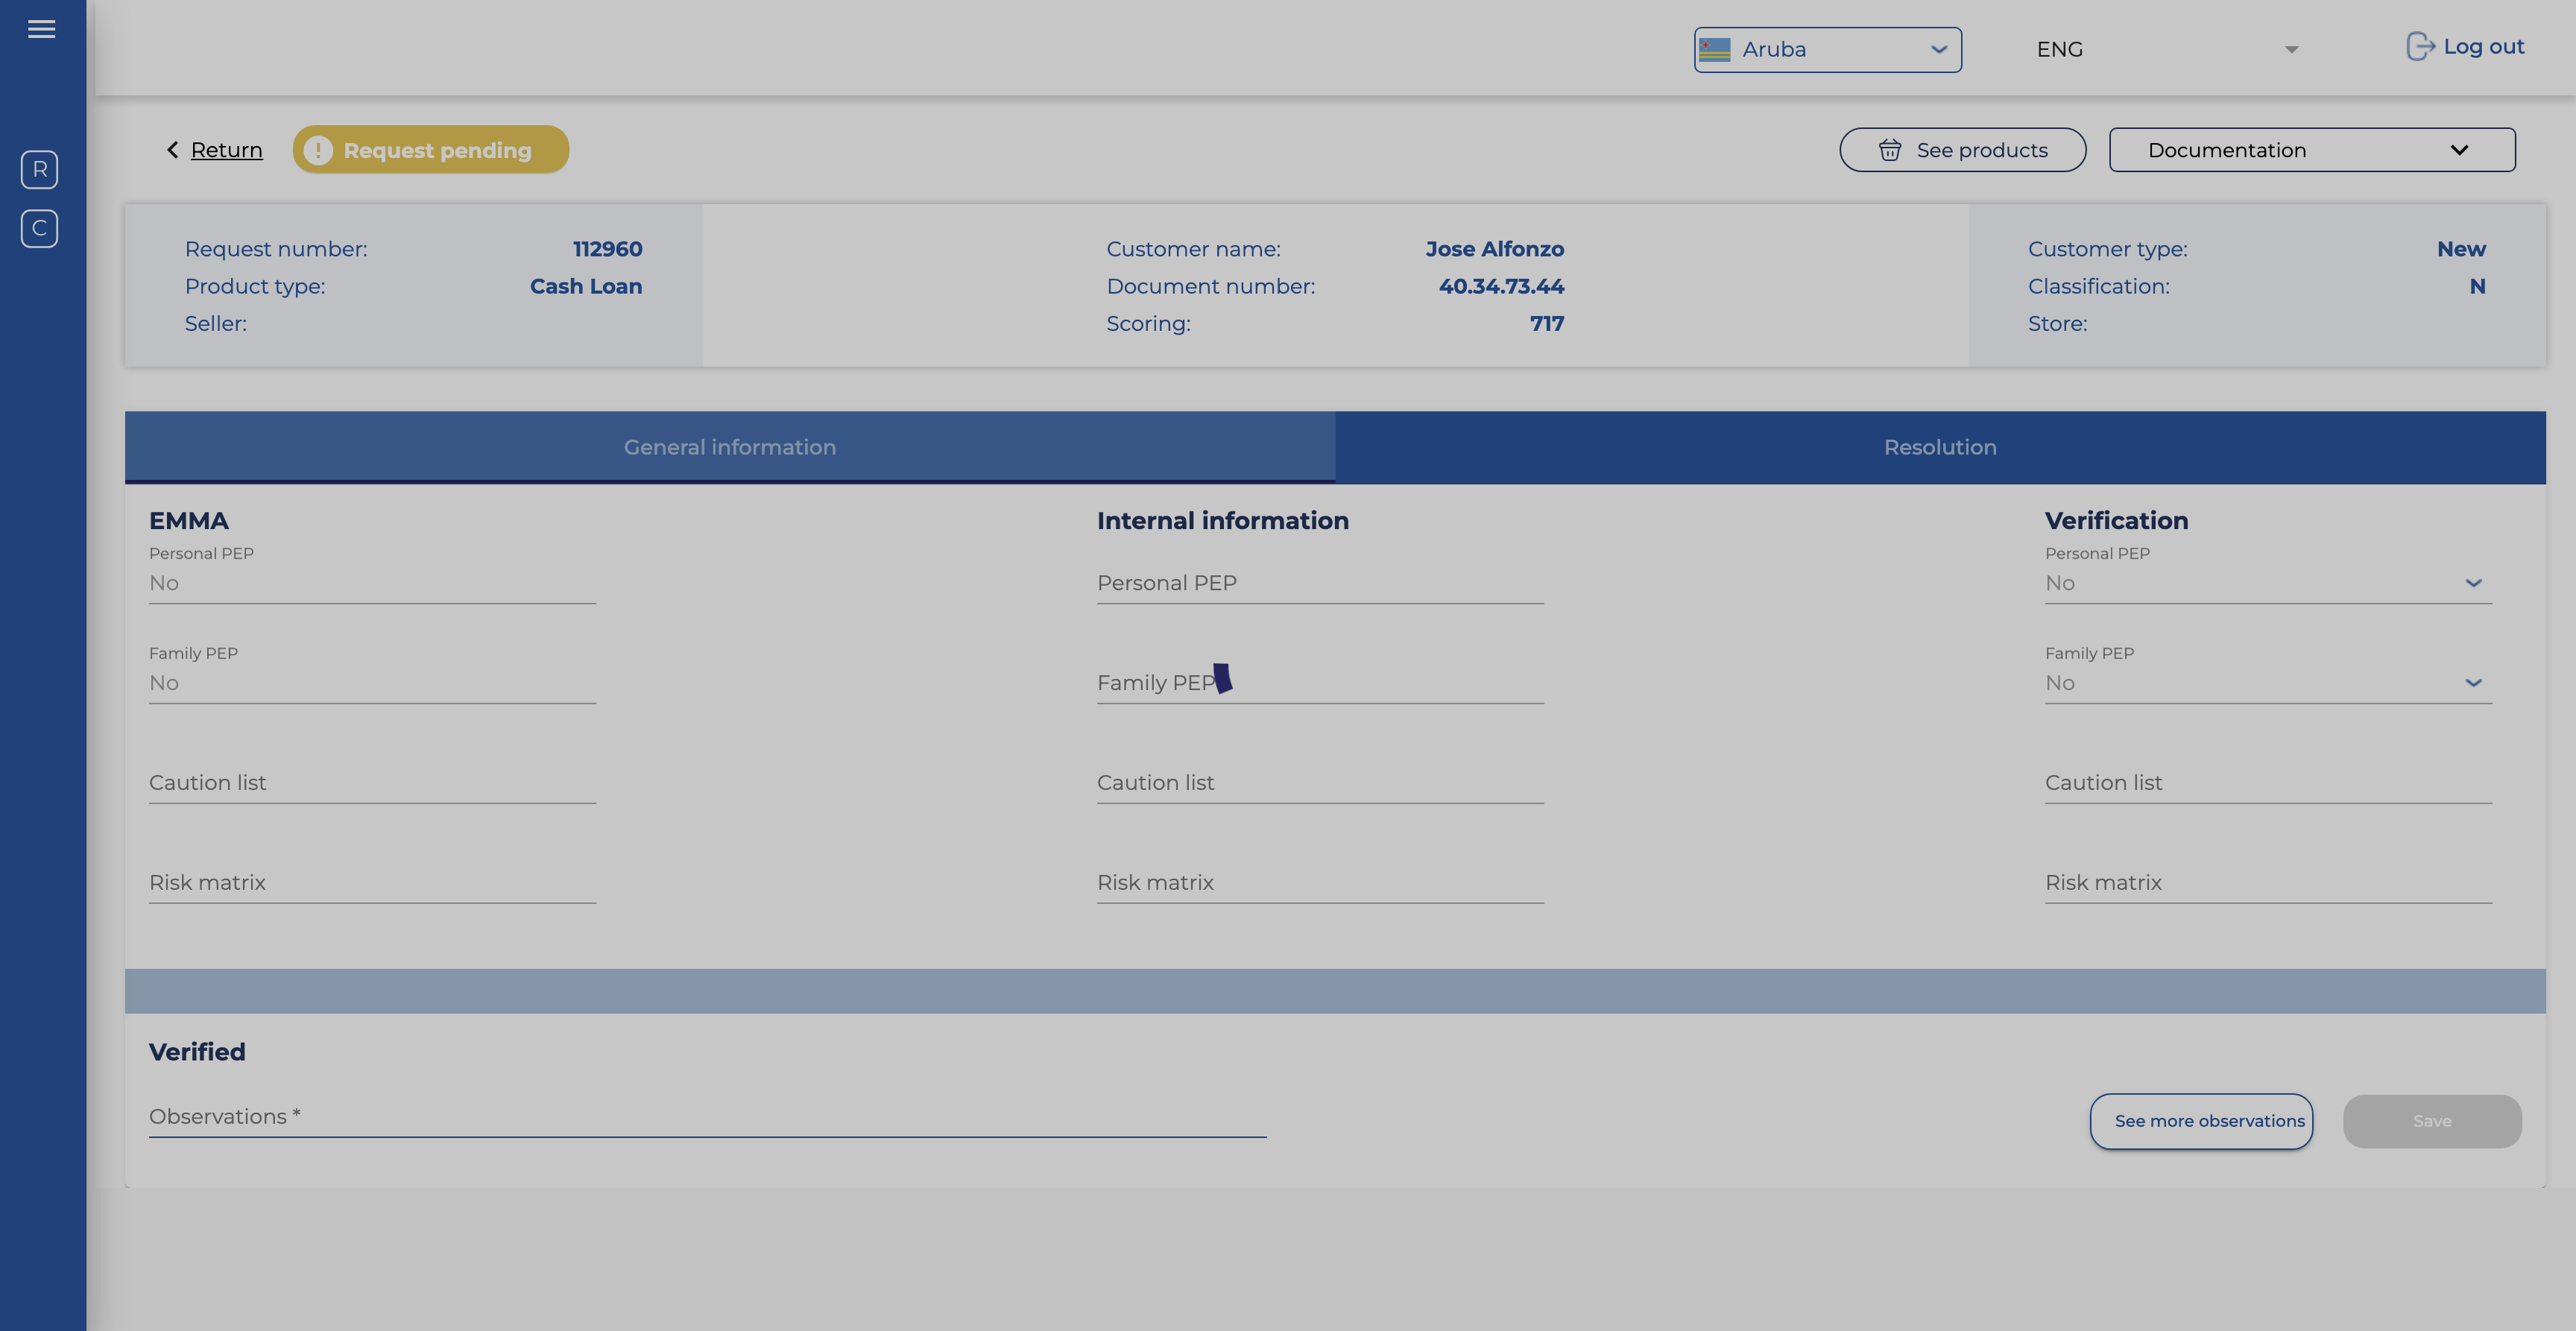 Aruba
ENG
Log out
R
C
Return
Request pending
See products
Documentation
Request number: 112960
Product type: Cash Loan
Seller:
Customer name: Jose Alfonzo
Document number: 40.34.73.44
Scoring: 717
Customer type: New
Classification: N
Store:
General information
Resolution
EMMA
Personal PEP
No
Family PEP
No
Caution list
Risk matrix
Internal information
Personal PEP
Family PEP
Caution list
Risk matrix
Verification
Personal PEP
No
Family PEP
No
Caution list
Risk matrix
Verified
Observations *
See more observations
Save